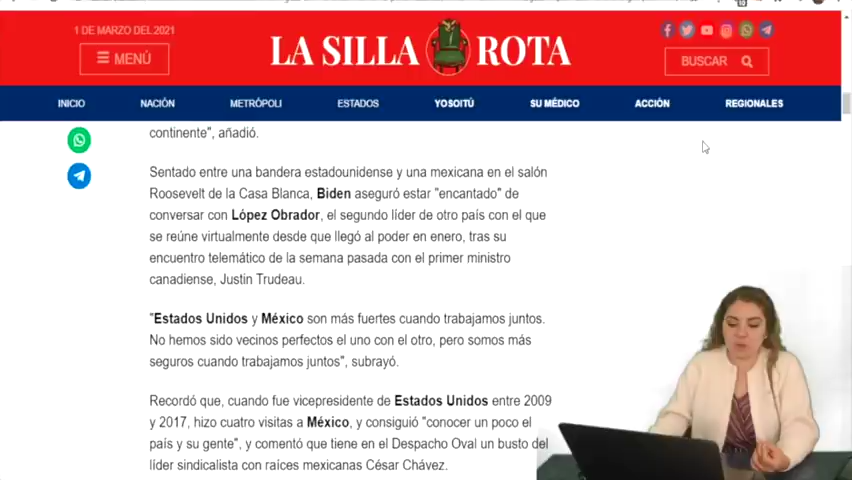 1 DE MARZO DEL 2021
MENÚ
LA SILLA ROTA
BUSCAR
INICIO NACIÓN METRÓPOLI ESTADOS YOSOITÚ SU MÉDICO ACCIÓN REGIONALES
continente", añadió.
Sentado entre una bandera estadounidense y una mexicana en el salón
Roosevelt de la Casa Blanca, Biden aseguró estar "encantado" de
conversar con López Obrador, el segundo líder de otro país con el que
se reúne virtualmente desde que llegó al poder en enero, tras su
encuentro telemático de la semana pasada con el primer ministro
canadiense, Justin Trudeau.
"Estados Unidos y México son más fuertes cuando trabajamos juntos.
No hemos sido vecinos perfectos el uno con el otro, pero somos más
seguros cuando trabajamos juntos", subrayó.
Recordó que, cuando fue vicepresidente de Estados Unidos entre 2009
y 2017, hizo cuatro visitas a México, y consiguió "conocer un poco el
país y su gente", y comentó que tiene en el Despacho Oval un busto del
líder sindicalista con raíces mexicanas César Chávez.